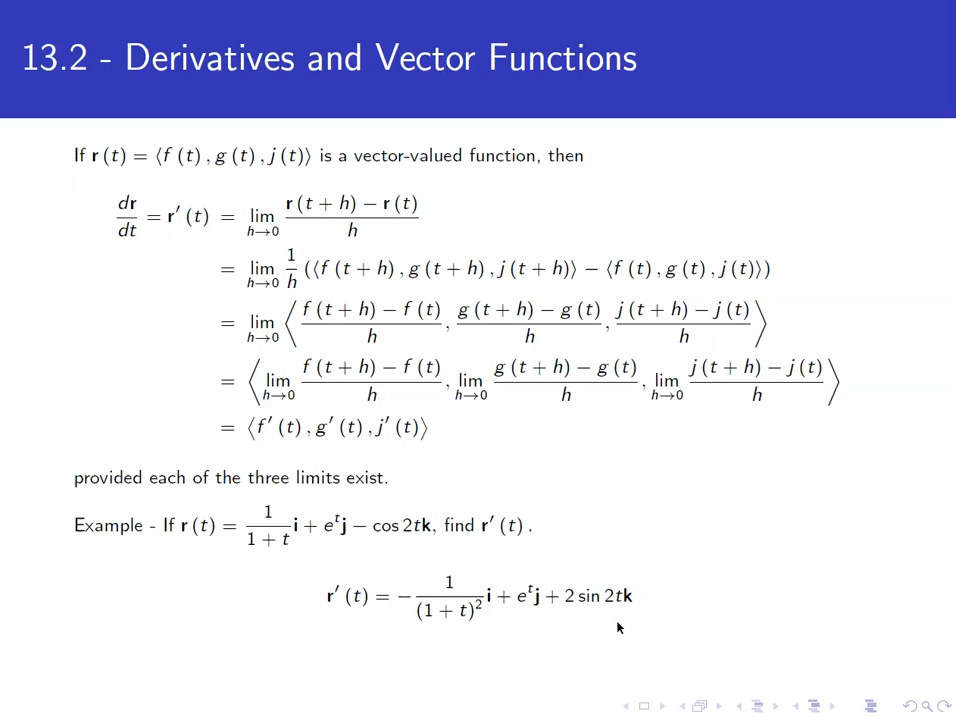 13.2 - Derivatives and Vector Functions
If r (t) = ⟨f (t) , g (t) , j (t)⟩ is a vector-valued function, then
dr/dt = r′ (t) = lim_{h→0} (r (t + h) − r (t))/h
= lim_{h→0} 1/h (⟨f (t + h) , g (t + h) , j (t + h)⟩ − ⟨f (t) , g (t) , j (t)⟩)
= lim_{h→0} ⟨(f (t + h) − f (t))/h , (g (t + h) − g (t))/h , (j (t + h) − j (t))/h⟩
= ⟨lim_{h→0} (f (t + h) − f (t))/h , lim_{h→0} (g (t + h) − g (t))/h , lim_{h→0} (j (t + h) − j (t))/h⟩
= ⟨f′ (t) , g′ (t) , j′ (t)⟩
provided each of the three limits exist.
Example - If r (t) = 1/(1 + t) i + e^t j − cos 2t k, find r′ (t) .
r′ (t) = − 1/(1 + t)² i + e^t j + 2 sin 2t k